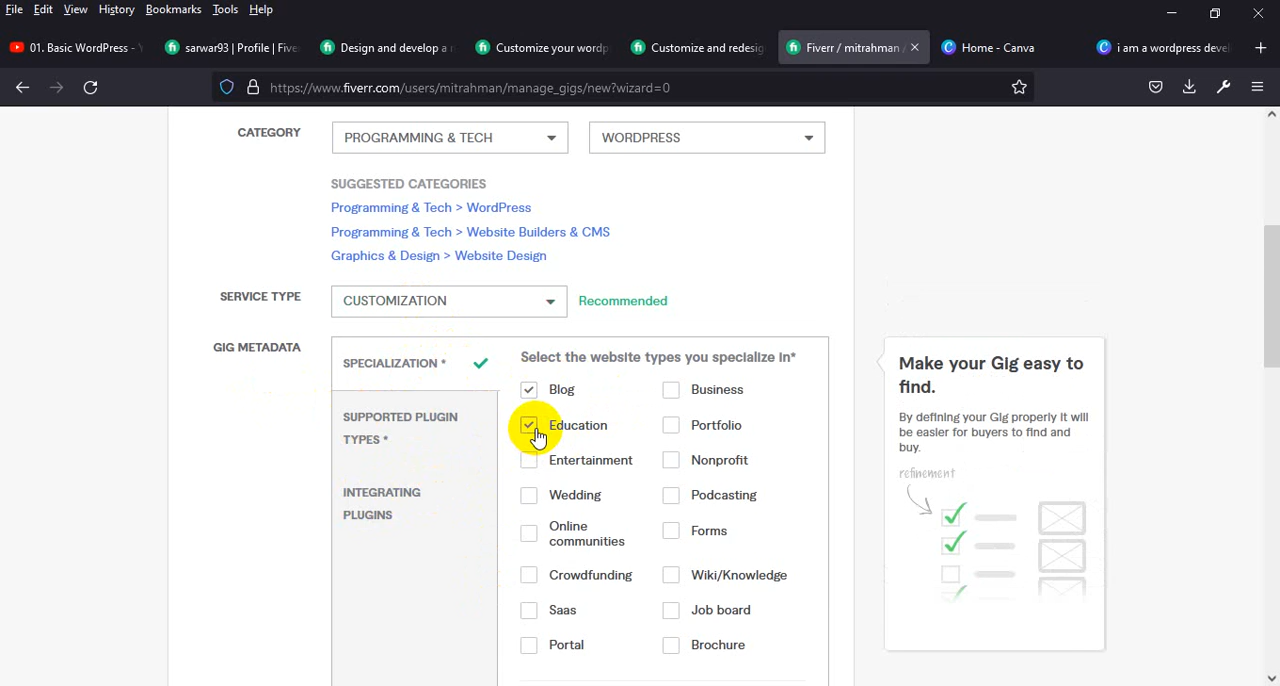 File Edit View History Bookmarks Tools Help
01. Basic WordPress - Y
sarwar93 | Profile | Five
Design and develop a r
Customize your wordp
Customize and redesig
Fiverr / mitrahman /
Home - Canva
i am a wordpress devel
https://www.fiverr.com/users/mitrahman/manage_gigs/new?wizard=0
CATEGORY
PROGRAMMING & TECH
WORDPRESS
SUGGESTED CATEGORIES
Programming & Tech > WordPress
Programming & Tech > Website Builders & CMS
Graphics & Design > Website Design
SERVICE TYPE
CUSTOMIZATION
Recommended
GIG METADATA
SPECIALIZATION *
SUPPORTED PLUGIN
TYPES *
INTEGRATING
PLUGINS
Select the website types you specialize in*
Blog
Business
Education
Portfolio
Entertainment
Nonprofit
Wedding
Podcasting
Online
communities
Forms
Crowdfunding
Wiki/Knowledge
Saas
Job board
Portal
Brochure
Make your Gig easy to
find.
By defining your Gig properly it will
be easier for buyers to find and
buy.
refinement